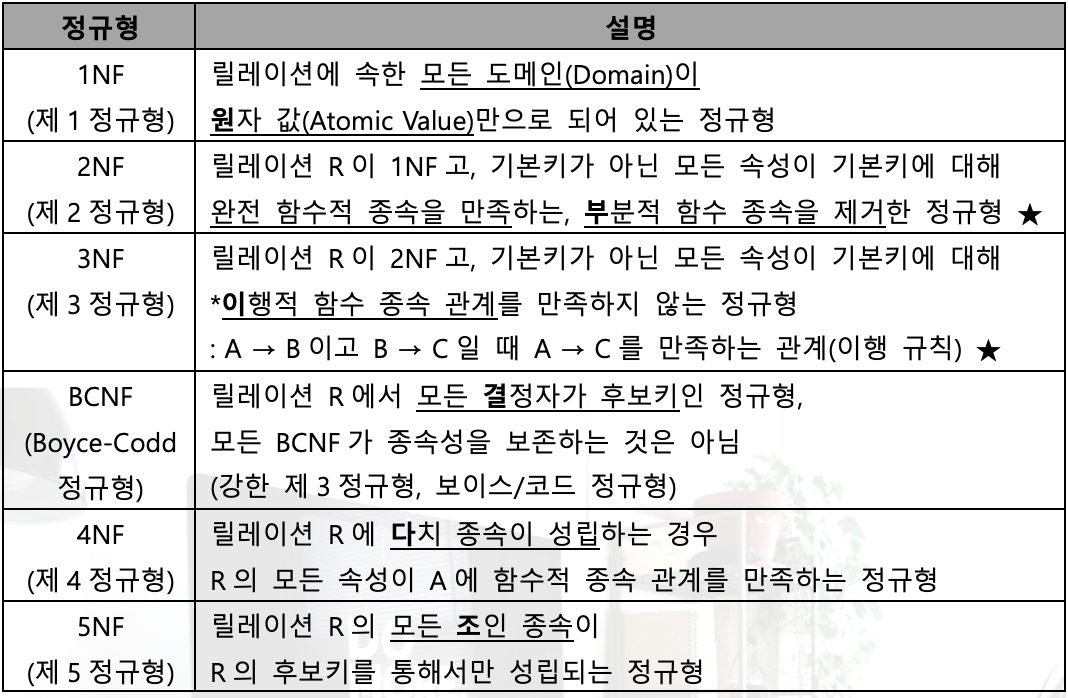 정규형 설명
1NF
(제 1 정규형)
릴레이션에 속한 모든 도메인(Domain)이
원자 값(Atomic Value)만으로 되어 있는 정규형
2NF
(제 2 정규형)
릴레이션 R 이 1NF 고, 기본키가 아닌 모든 속성이 기본키에 대해
완전 함수적 종속을 만족하는, 부분적 함수 종속을 제거한 정규형 ★
3NF
(제 3 정규형)
릴레이션 R 이 2NF 고, 기본키가 아닌 모든 속성이 기본키에 대해
*이행적 함수 종속 관계를 만족하지 않는 정규형
: A → B 이고 B → C 일 때 A → C 를 만족하는 관계(이행 규칙) ★
BCNF
(Boyce-Codd
정규형)
릴레이션 R 에서 모든 결정자가 후보키인 정규형,
모든 BCNF 가 종속성을 보존하는 것은 아님
(강한 제 3 정규형, 보이스/코드 정규형)
4NF
(제 4 정규형)
릴레이션 R 에 다치 종속이 성립하는 경우
R 의 모든 속성이 A 에 함수적 종속 관계를 만족하는 정규형
5NF
(제 5 정규형)
릴레이션 R 의 모든 조인 종속이
R 의 후보키를 통해서만 성립되는 정규형